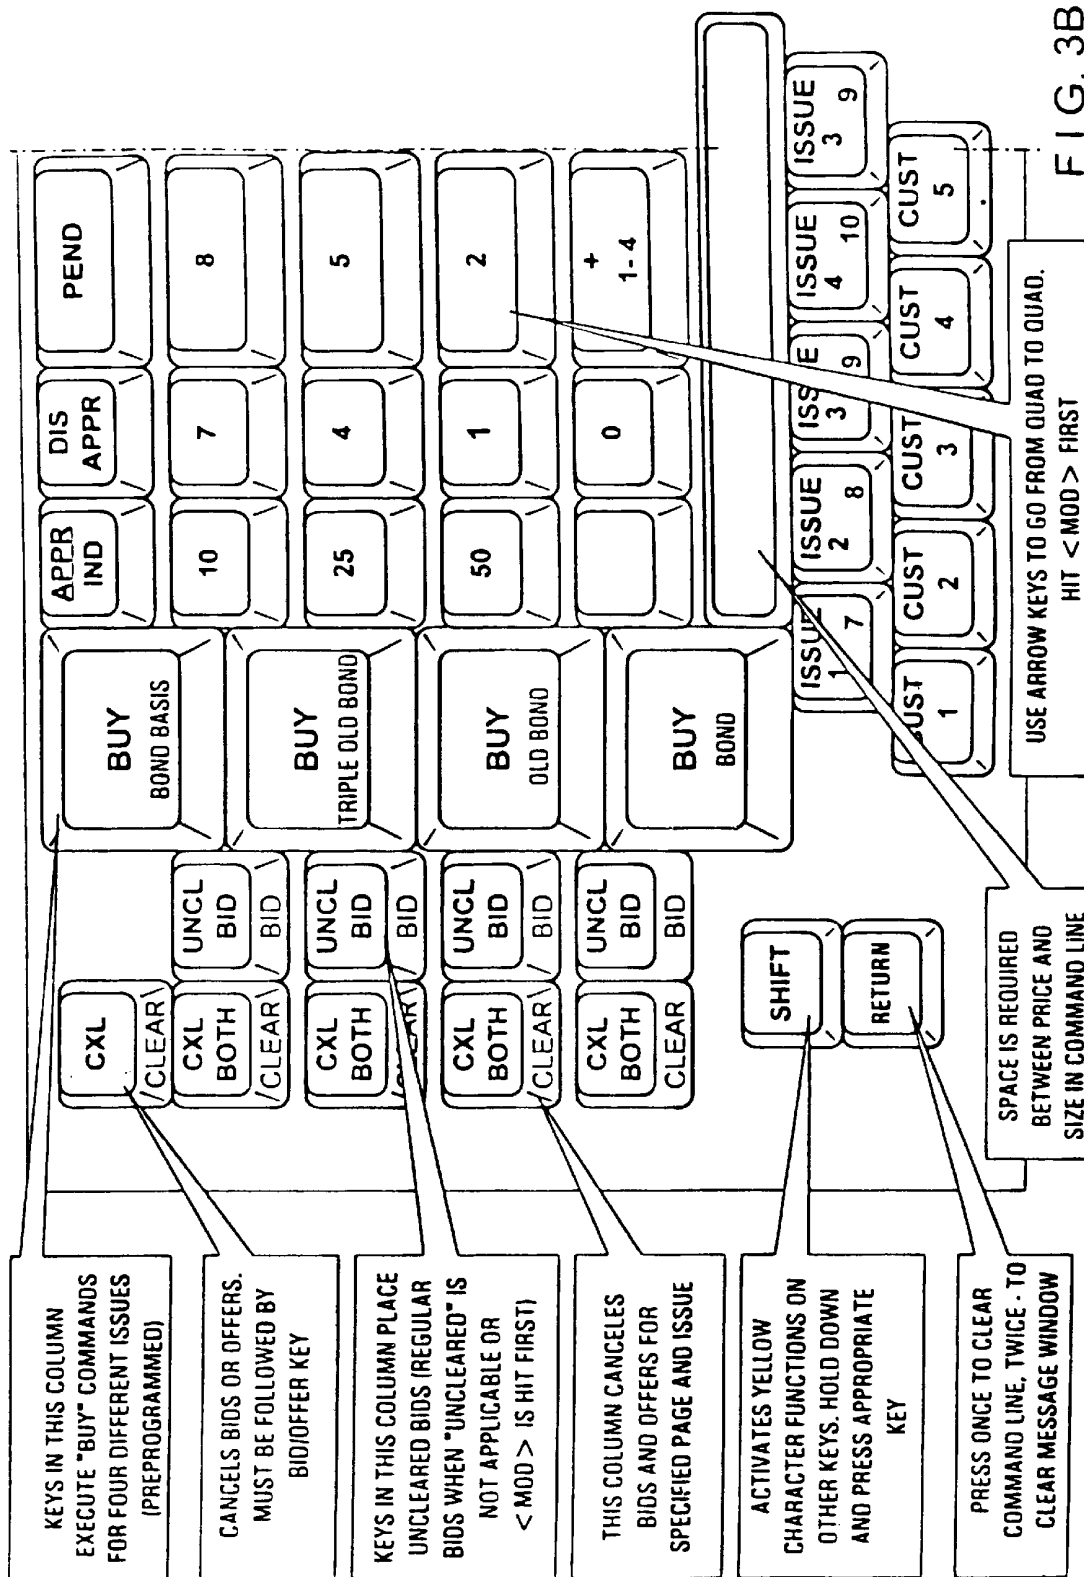 KEYS IN THIS COLUMN
EXECUTE "BUY" COMMANDS
FOR FOUR DIFFERENT ISSUES
(PREPROGRAMMED)
CANCELS BIDS OR OFFERS.
MUST BE FOLLOWED BY
BID/OFFER KEY
KEYS IN THIS COLUMN PLACE
UNCLEARED BIDS (REGULAR
BIDS WHEN "UNCLEARED" IS
NOT APPLICABLE OR
< MOD > IS HIT FIRST)
THIS COLUMN CANCELS
BIDS AND OFFERS FOR
SPECIFIED PAGE AND ISSUE
ACTIVATES YELLOW
CHARACTER FUNCTIONS ON
OTHER KEYS. HOLD DOWN
AND PRESS APPROPRIATE
KEY
PRESS ONCE TO CLEAR
COMMAND LINE, TWICE - TO
CLEAR MESSAGE WINDOW
CXL
CLEAR
CXL
BOTH
CLEAR
CXL
BOTH
CLEAR
CXL
BOTH
CLEAR
CXL
BOTH
CLEAR
UNCL
BID
BID
UNCL
BID
BID
UNCL
BID
BID
UNCL
BID
BID
SHIFT
RETURN
BUY
BOND BASIS
BUY
TRIPLE OLD BOND
BUY
OLD BOND
BUY
BOND
APPR
IND
DIS
APPR
PEND
10
7
8
25
4
5
50
1
2
0
+
1-4
ISSUE
1 7
ISSUE
2 8
ISSUE
3 9
ISSUE
4 10
ISSUE
3 9
CUST
1
CUST
2
CUST
3
CUST
4
CUST
5
SPACE IS REQUIRED
BETWEEN PRICE AND
SIZE IN COMMAND LINE
USE ARROW KEYS TO GO FROM QUAD TO QUAD.
HIT < MOD > FIRST
FIG. 3B